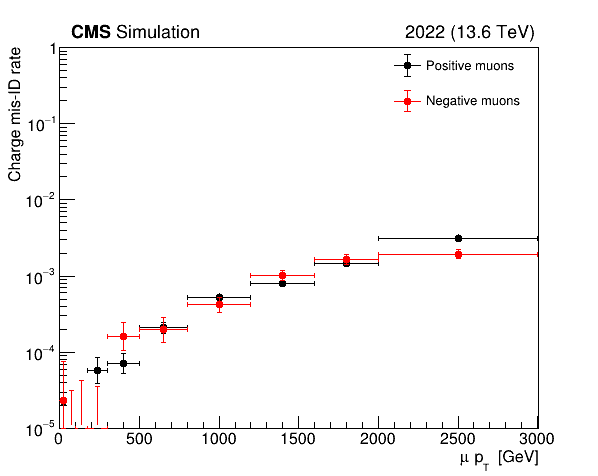 CMS Simulation 2022 (13.6 TeV)
Charge mis-ID rate
Positive muons
Negative muons
1
10⁻¹
10⁻²
10⁻³
10⁻⁴
10⁻⁵
0 500 1000 1500 2000 2500 3000
μ p_T [GeV]